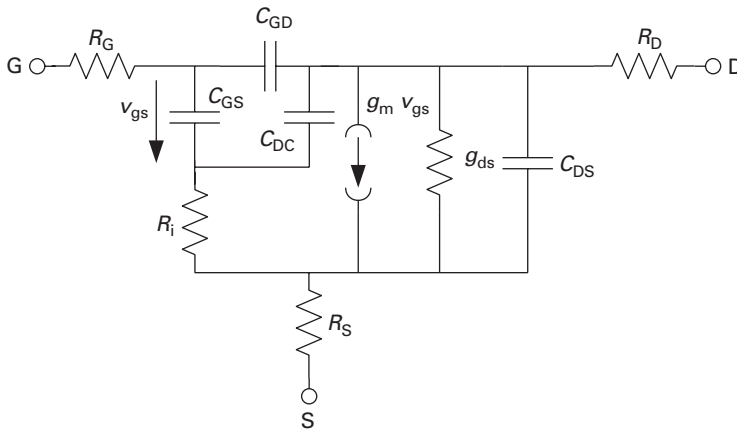 C_GD
R_G
R_D
G
D
v_gs
C_GS
g_m v_gs
C_DC
g_ds
C_DS
R_i
R_S
S